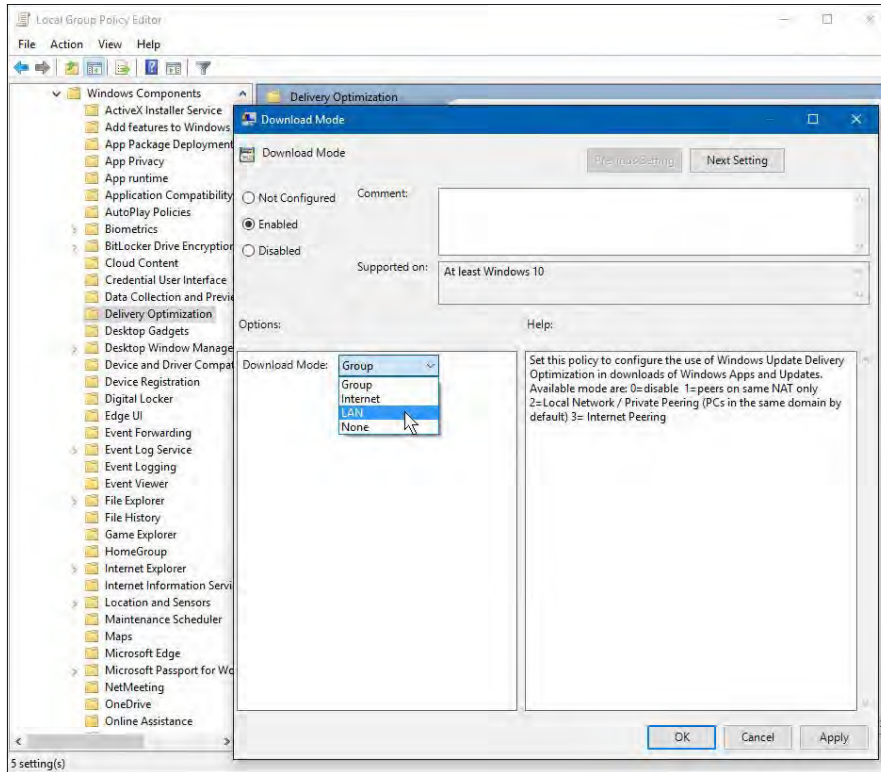 Local Group Policy Editor
File Action View Help
Windows Components
ActiveX Installer Service
Add features to Windows
App Package Deployment
App Privacy
App runtime
Application Compatibility
AutoPlay Policies
Biometrics
BitLocker Drive Encryption
Cloud Content
Credential User Interface
Data Collection and Previe
Delivery Optimization
Desktop Gadgets
Desktop Window Manage
Device and Driver Compat
Device Registration
Digital Locker
Edge UI
Event Forwarding
Event Log Service
Event Logging
Event Viewer
File Explorer
File History
Game Explorer
HomeGroup
Internet Explorer
Internet Information Servi
Location and Sensors
Maintenance Scheduler
Maps
Microsoft Edge
Microsoft Passport for Wo
NetMeeting
OneDrive
Online Assistance
5 setting(s)
Delivery Optimization
Download Mode
Download Mode
Previous Setting Next Setting
Not Configured
Enabled
Disabled
Comment:
Supported on: At least Windows 10
Options:
Help:
Download Mode: Group
Group
Internet
LAN
None
Set this policy to configure the use of Windows Update Delivery
Optimization in downloads of Windows Apps and Updates.
Available mode are: 0=disable 1=peers on same NAT only
2=Local Network / Private Peering (PCs in the same domain by
default) 3= Internet Peering
OK Cancel Apply